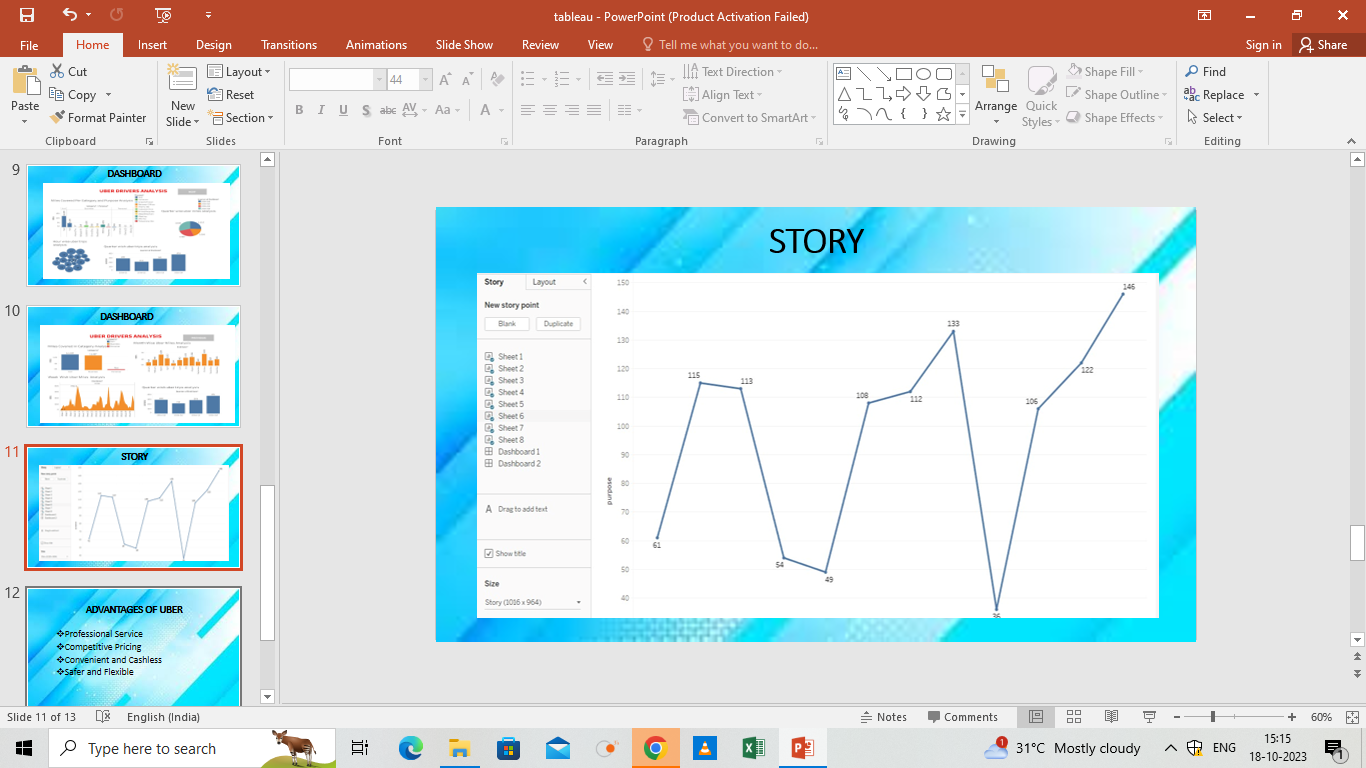 tableau - PowerPoint (Product Activation Failed)
File Home Insert Design Transitions Animations Slide Show Review View Tell me what you want to do... Sign in Share
Paste
Cut
Copy
Format Painter
Clipboard
New Slide
Layout
Reset
Section
Slides
44
B I U S abc AV Aa A
Font
Text Direction
Align Text
Convert to SmartArt
Paragraph
Arrange
Quick Styles
Shape Fill
Shape Outline
Shape Effects
Drawing
Find
Replace
Select
Editing
9
DASHBOARD
UBER DRIVERS ANALYSIS
10
DASHBOARD
UBER DRIVERS ANALYSIS
11
STORY
12
ADVANTAGES OF UBER
❖Professional Service
❖Competitive Pricing
❖Convenient and Cashless
❖Safer and Flexible
STORY
Story Layout
New story point
Blank Duplicate
Sheet 1
Sheet 2
Sheet 3
Sheet 4
Sheet 5
Sheet 6
Sheet 7
Sheet 8
Dashboard 1
Dashboard 2
A Drag to add text
Show title
Size
Story (1016 x 964)
purpose
150
140
130
120
110
100
90
80
70
60
50
40
61
115
113
54
49
108
112
133
36
106
122
146
Slide 11 of 13 English (India) Notes Comments 60%
Type here to search
1
31°C Mostly cloudy
ENG
15:15
18-10-2023
1